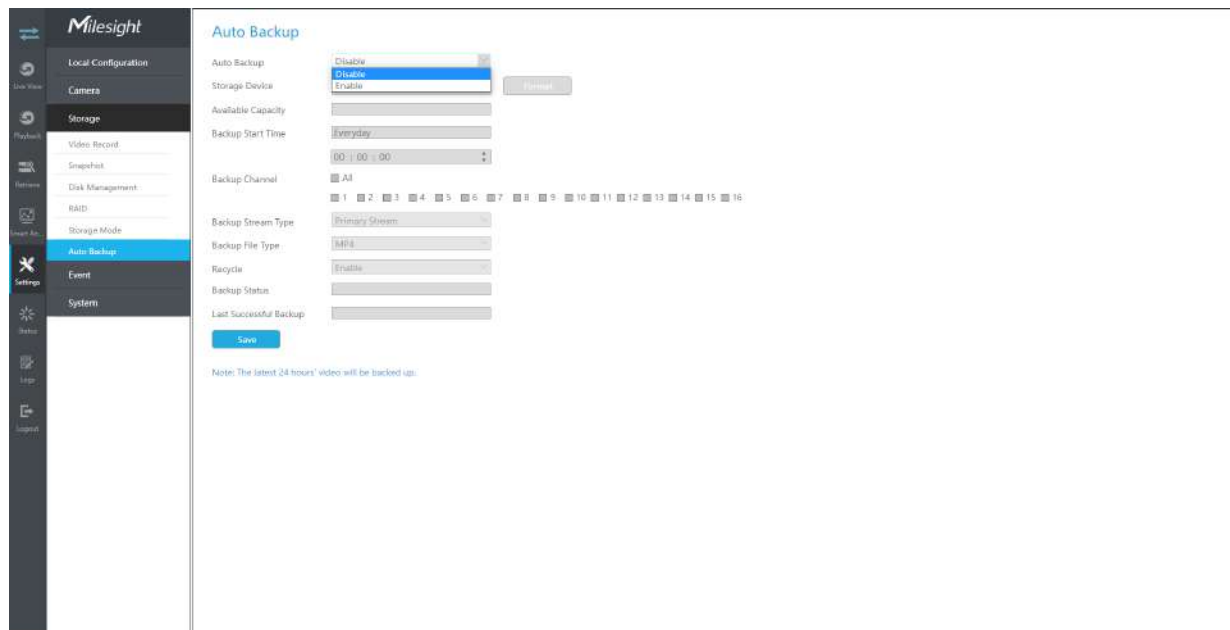 Milesight
Live View
Playback
Retrieve
Smart An...
Settings
Status
Logs
Logout
Local Configuration
Camera
Storage
Video Record
Snapshot
Disk Management
RAID
Storage Mode
Auto Backup
Event
System
Auto Backup
Auto Backup Disable
Disable
Enable
Storage Device Format
Available Capacity
Backup Start Time Everyday
00 : 00 : 00
Backup Channel All
1 2 3 4 5 6 7 8 9 10 11 12 13 14 15 16
Backup Stream Type Primary Stream
Backup File Type MP4
Recycle Enable
Backup Status
Last Successful Backup
Save
Note: The latest 24 hours' video will be backed up.